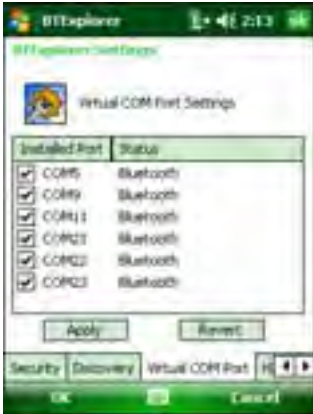 BTExplorer 2:13 ok
BTExplorer Settings
Virtual COM Port Settings
Installed Port Status
COM5 Bluetooth
COM9 Bluetooth
COM11 Bluetooth
COM21 Bluetooth
COM22 Bluetooth
COM23 Bluetooth
Apply Revert
Security Discovery Virtual COM Port
OK Cancel